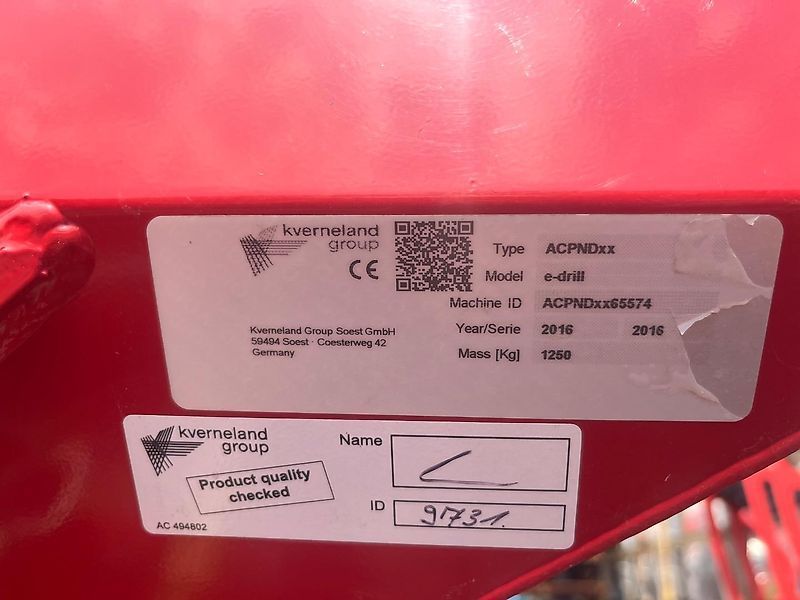 kverneland
group
CE
Type ACPNDxx
Model e-drill
Machine ID ACPNDxx65574
Year/Serie 2016 2016
Mass [Kg] 1250
Kverneland Group Soest GmbH
59494 Soest · Coesterweg 42
Germany
kverneland
group
Product quality
checked
AC 494802
Name
ID 91731.